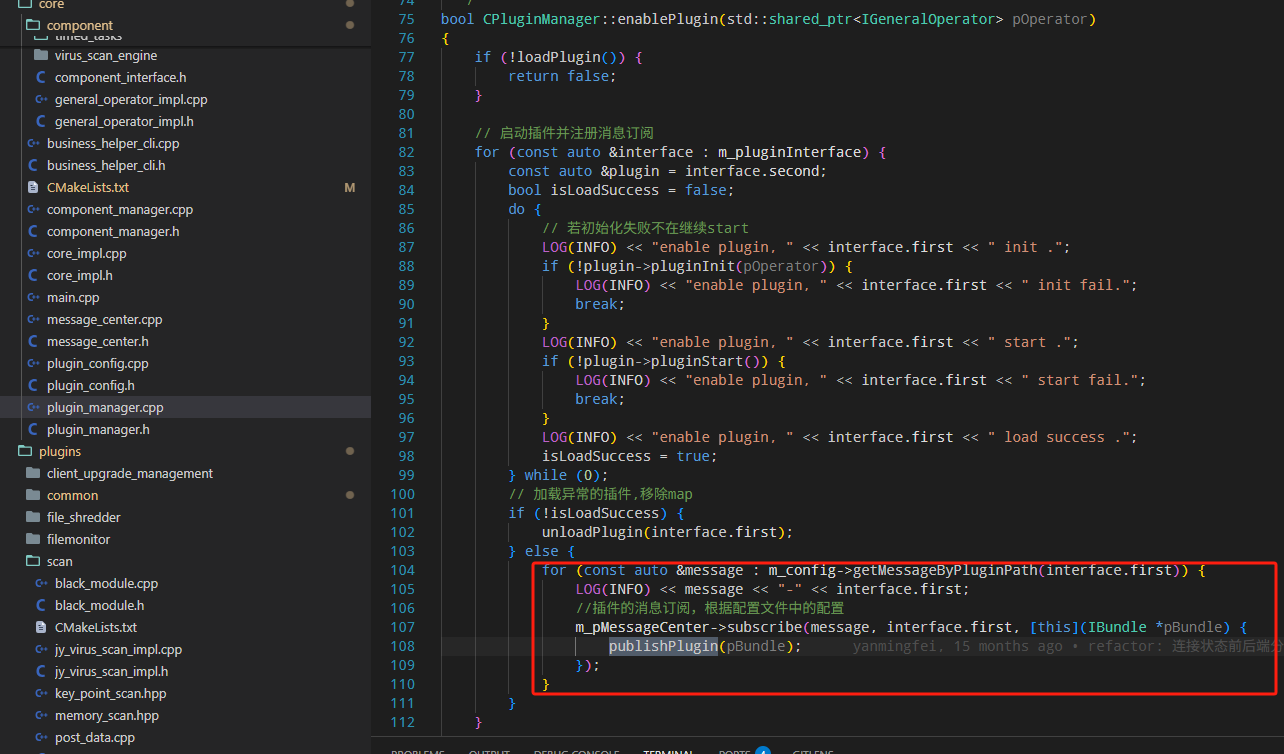 core
component
timed_tasks
virus_scan_engine
component_interface.h
general_operator_impl.cpp
general_operator_impl.h
business_helper_cli.cpp
business_helper_cli.h
CMakeLists.txt M
component_manager.cpp
component_manager.h
core_impl.cpp
core_impl.h
main.cpp
message_center.cpp
message_center.h
plugin_config.cpp
plugin_config.h
plugin_manager.cpp
plugin_manager.h
plugins
client_upgrade_management
common
file_shredder
filemonitor
scan
black_module.cpp
black_module.h
CMakeLists.txt
jy_virus_scan_impl.cpp
jy_virus_scan_impl.h
key_point_scan.hpp
memory_scan.hpp
post_data.cpp
74 */
75 bool CPluginManager::enablePlugin(std::shared_ptr<IGeneralOperator> pOperator)
76 {
77 if (!loadPlugin()) {
78 return false;
79 }
80
81 // 启动插件并注册消息订阅
82 for (const auto &interface : m_pluginInterface) {
83 const auto &plugin = interface.second;
84 bool isLoadSuccess = false;
85 do {
86 // 若初始化失败不在继续start
87 LOG(INFO) << "enable plugin, " << interface.first << " init .";
88 if (!plugin->pluginInit(pOperator)) {
89 LOG(INFO) << "enable plugin, " << interface.first << " init fail.";
90 break;
91 }
92 LOG(INFO) << "enable plugin, " << interface.first << " start .";
93 if (!plugin->pluginStart()) {
94 LOG(INFO) << "enable plugin, " << interface.first << " start fail.";
95 break;
96 }
97 LOG(INFO) << "enable plugin, " << interface.first << " load success .";
98 isLoadSuccess = true;
99 } while (0);
100 // 加载异常的插件,移除map
101 if (!isLoadSuccess) {
102 unloadPlugin(interface.first);
103 } else {
104 for (const auto &message : m_config->getMessageByPluginPath(interface.first)) {
105 LOG(INFO) << message << "-" << interface.first;
106 //插件的消息订阅，根据配置文件中的配置
107 m_pMessageCenter->subscribe(message, interface.first, [this](IBundle *pBundle) {
108 publishPlugin(pBundle); yanmingfei, 15 months ago • refactor: 连接状态前后端分
109 });
110 }
111 }
112 }
PROBLEMS OUTPUT DEBUG CONSOLE TERMINAL PORTS 4 GITLENS